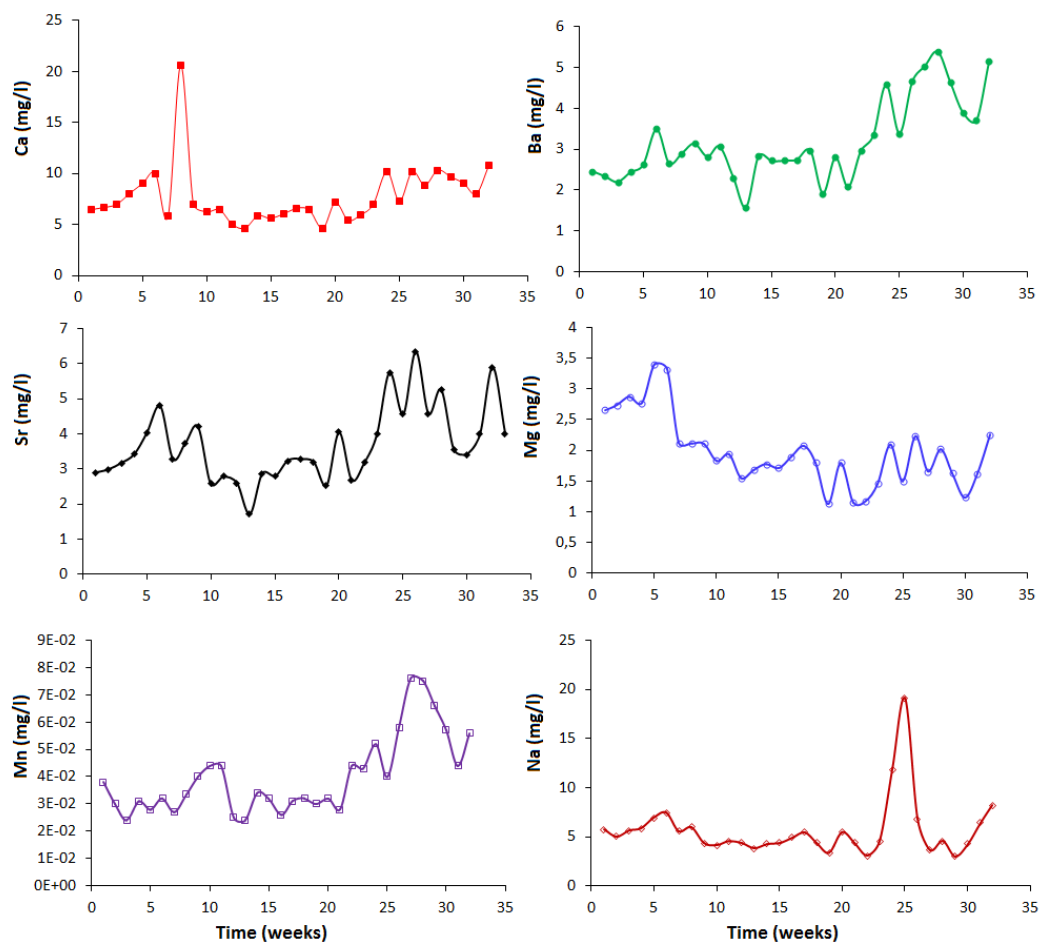 Ca (mg/l)
25
20
15
10
5
0
0 5 10 15 20 25 30 35
Ba (mg/l)
6
5
4
3
2
1
0
0 5 10 15 20 25 30 35
Sr (mg/l)
7
6
5
4
3
2
1
0
0 5 10 15 20 25 30 35
Mg (mg/l)
4
3,5
3
2,5
2
1,5
1
0,5
0
0 5 10 15 20 25 30 35
Mn (mg/l)
9E-02
8E-02
7E-02
6E-02
5E-02
4E-02
3E-02
2E-02
1E-02
0E+00
0 5 10 15 20 25 30 35
Time (weeks)
Na (mg/l)
25
20
15
10
5
0
0 5 10 15 20 25 30 35
Time (weeks)